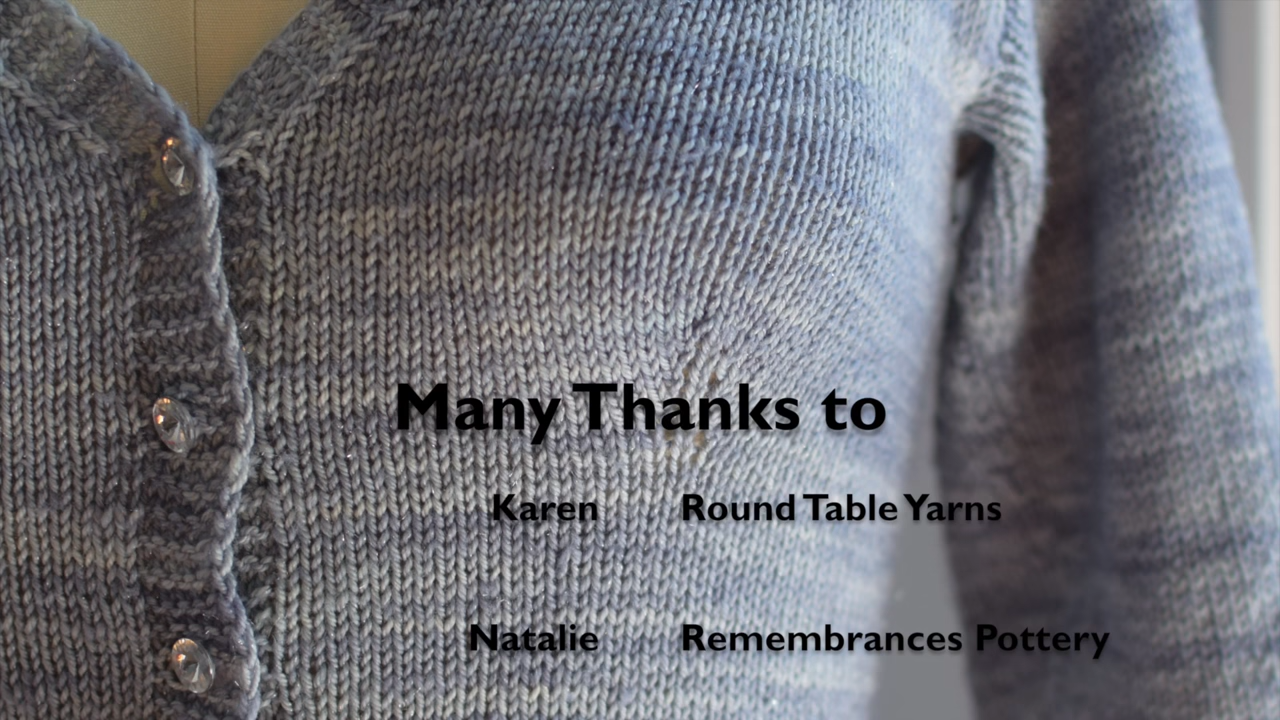 Many Thanks to
Karen Round Table Yarns
Natalie Remembrances Pottery